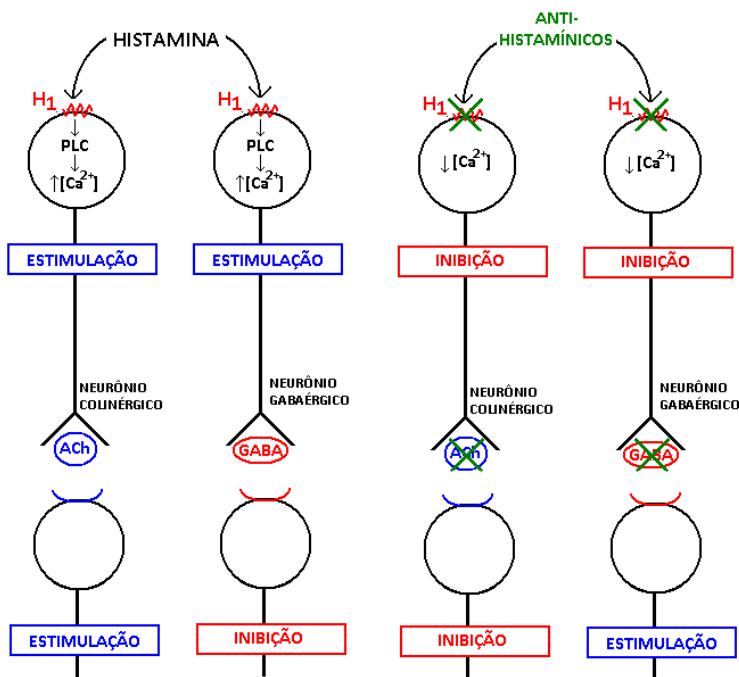 HISTAMINA
ANTI-
HISTAMÍNICOS
H1
H1
H1
H1
PLC
PLC
↑[Ca2+]
↑[Ca2+]
↓[Ca2+]
↓[Ca2+]
ESTIMULAÇÃO
ESTIMULAÇÃO
INIBIÇÃO
INIBIÇÃO
NEURÔNIO
COLINÉRGICO
NEURÔNIO
GABAÉRGICO
NEURÔNIO
COLINÉRGICO
NEURÔNIO
GABAÉRGICO
ACh
GABA
ACh
GABA
ESTIMULAÇÃO
INIBIÇÃO
INIBIÇÃO
ESTIMULAÇÃO